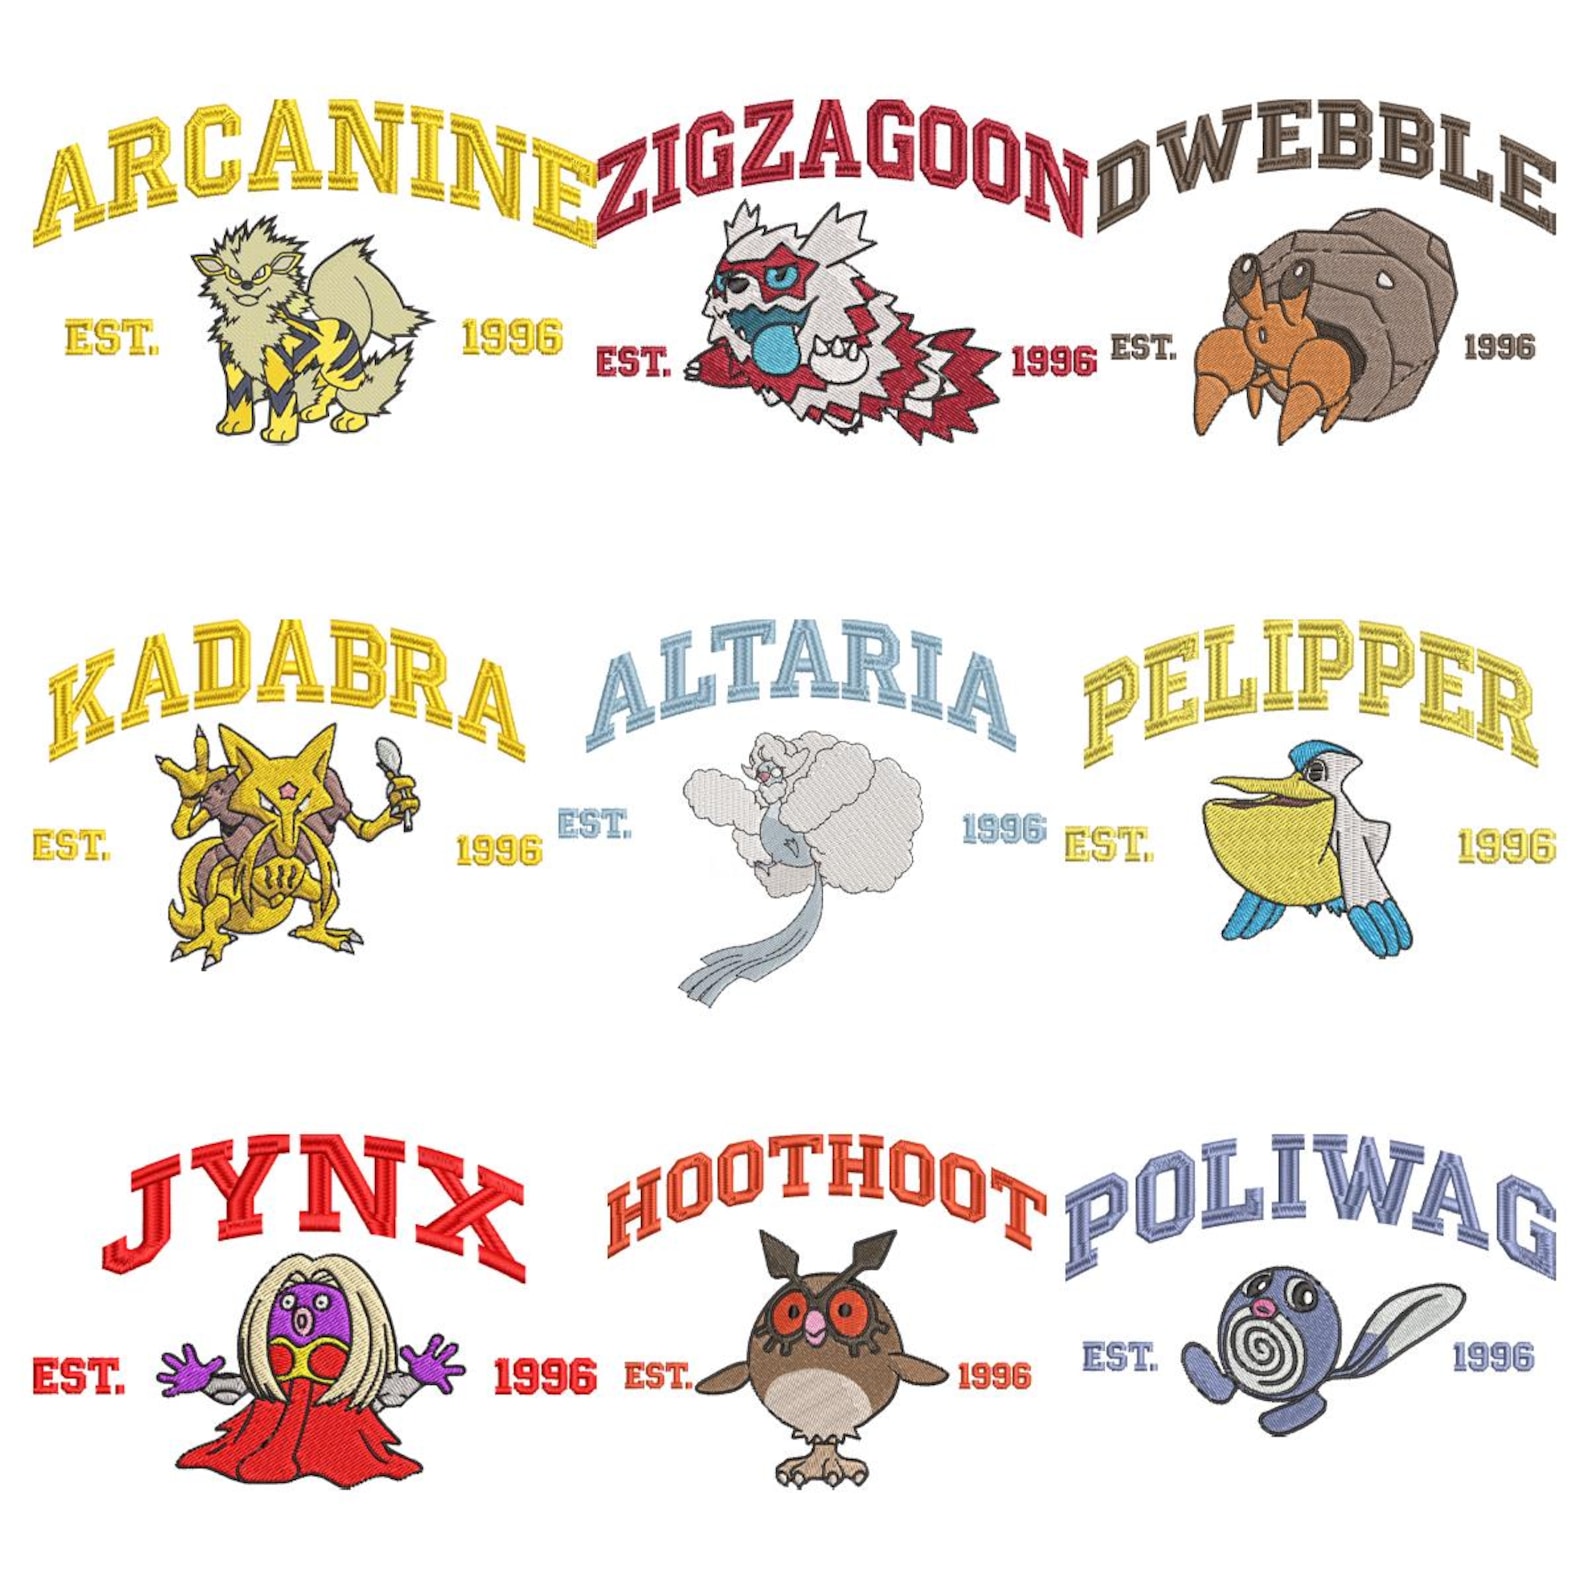 ARCANINE
EST. 1996
ZIGZAGOON
EST. 1996
DWEBBLE
EST. 1996
KADABRA
EST. 1996
ALTARIA
EST. 1996
PELIPPER
EST. 1996
JYNX
EST. 1996
HOOTHOOT
EST. 1996
POLIWAG
EST. 1996